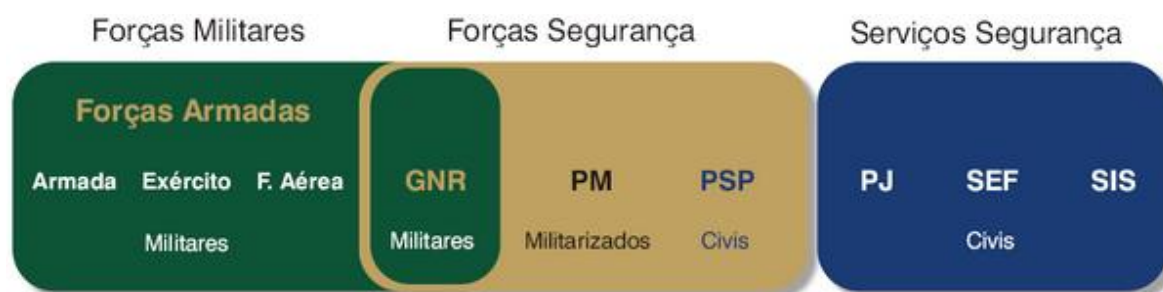 Forças Militares Forças Segurança Serviços Segurança
Forças Armadas
Armada Exército F. Aérea GNR PM PSP PJ SEF SIS
Militares Militares Militarizados Civis Civis